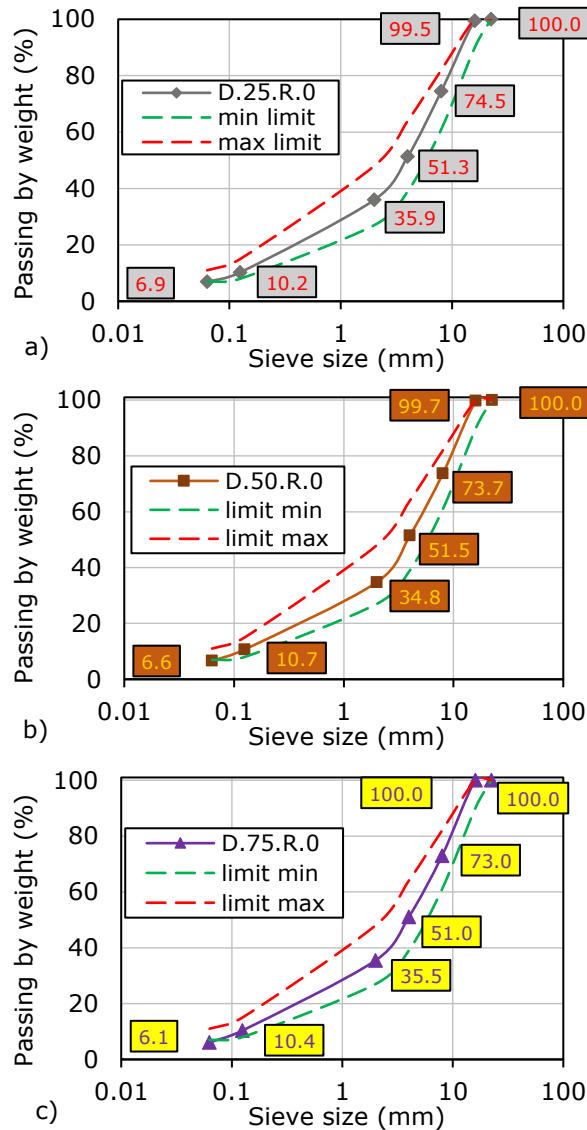 100
99.5
100.0
80
D.25.R.0
74.5
min limit
60
max limit
51.3
40
35.9
20
6.9
10.2
0
0.01 0.1 1 10 100
Sieve size (mm)
Passing by weight (%)
a)
100
99.7
100.0
80
D.50.R.0
73.7
limit min
60
limit max
51.5
40
34.8
20
6.6
10.7
0
0.01 0.1 1 10 100
Sieve size (mm)
Passing by weight (%)
b)
100
100.0
100.0
80
D.75.R.0
73.0
limit min
60
limit max
51.0
40
35.5
20
6.1
10.4
0
0.01 0.1 1 10 100
Sieve size (mm)
Passing by weight (%)
c)